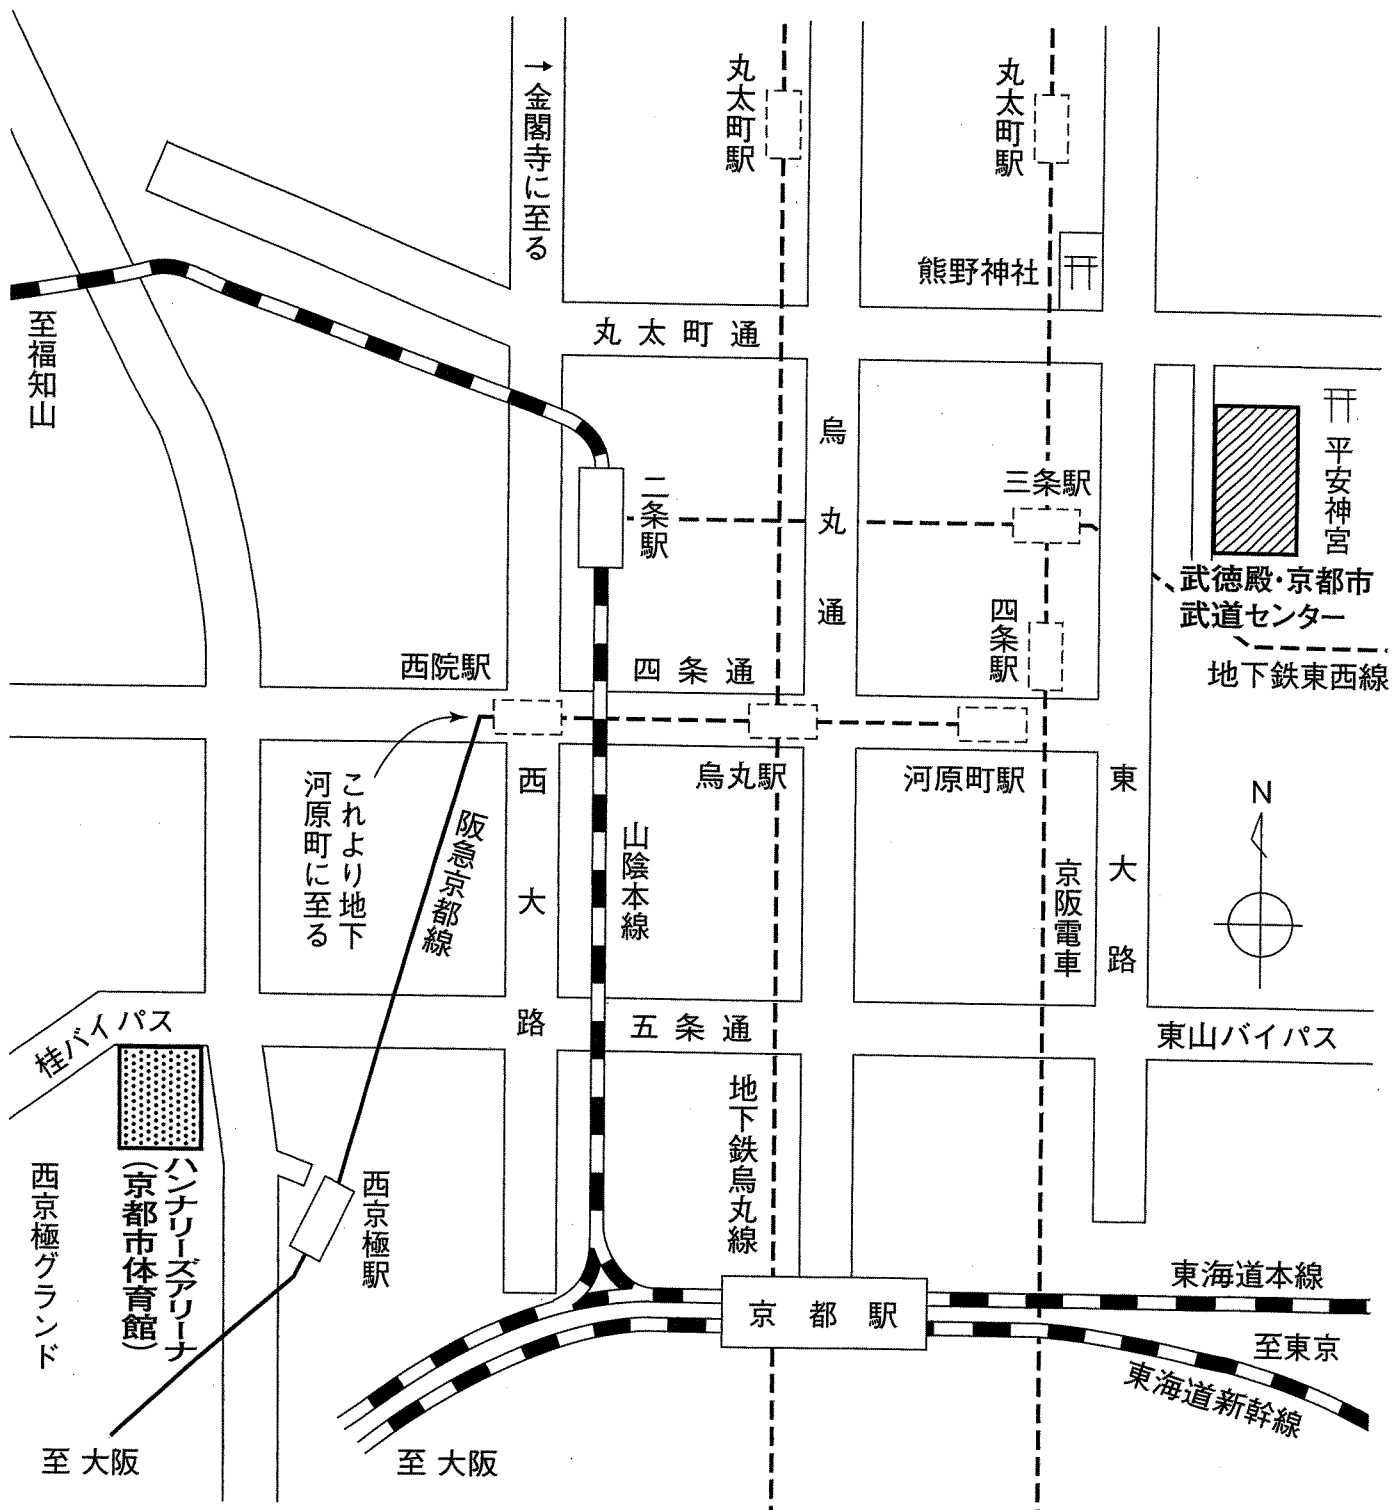 丸太町駅
丸太町駅
→金閣寺に至る
熊野神社
至福知山
丸太町通
烏丸通
平安神宮
二条駅
三条駅
武徳殿・京都市
武道センター
四条駅
西院駅
四条通
地下鉄東西線
烏丸駅
河原町駅
これより地下
河原町に至る
阪急京都線
西大路
山陰本線
京阪電車
東大路
N
桂バイパス
五条通
東山バイパス
地下鉄烏丸線
ハンナリーズアリーナ
(京都市体育館)
西京極グランド
西京極駅
京都駅
東海道本線
至東京
東海道新幹線
至 大阪
至 大阪